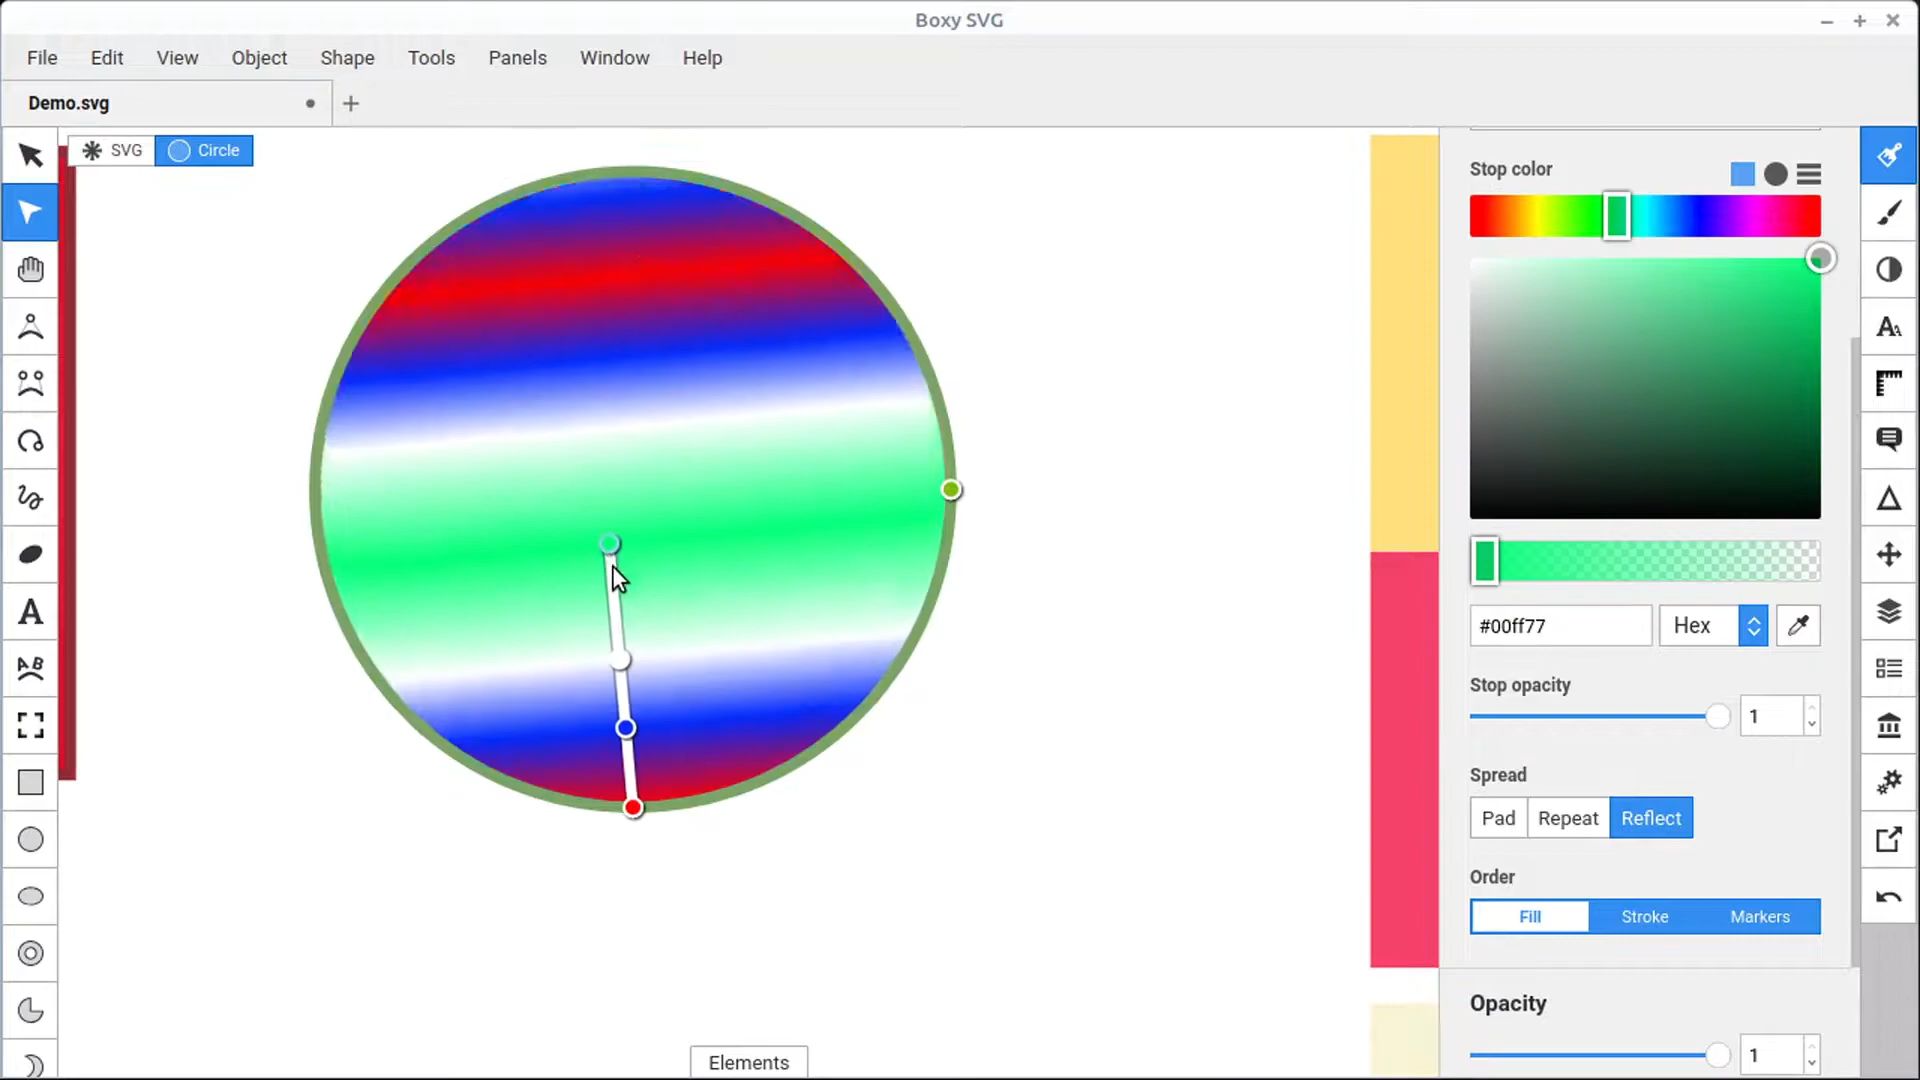 Boxy SVG
File Edit View Object Shape Tools Panels Window Help
Demo.svg
SVG Circle
Stop color
#00ff77 Hex
Stop opacity
1
Spread
Pad Repeat Reflect
Order
Fill Stroke Markers
Opacity
1
Elements